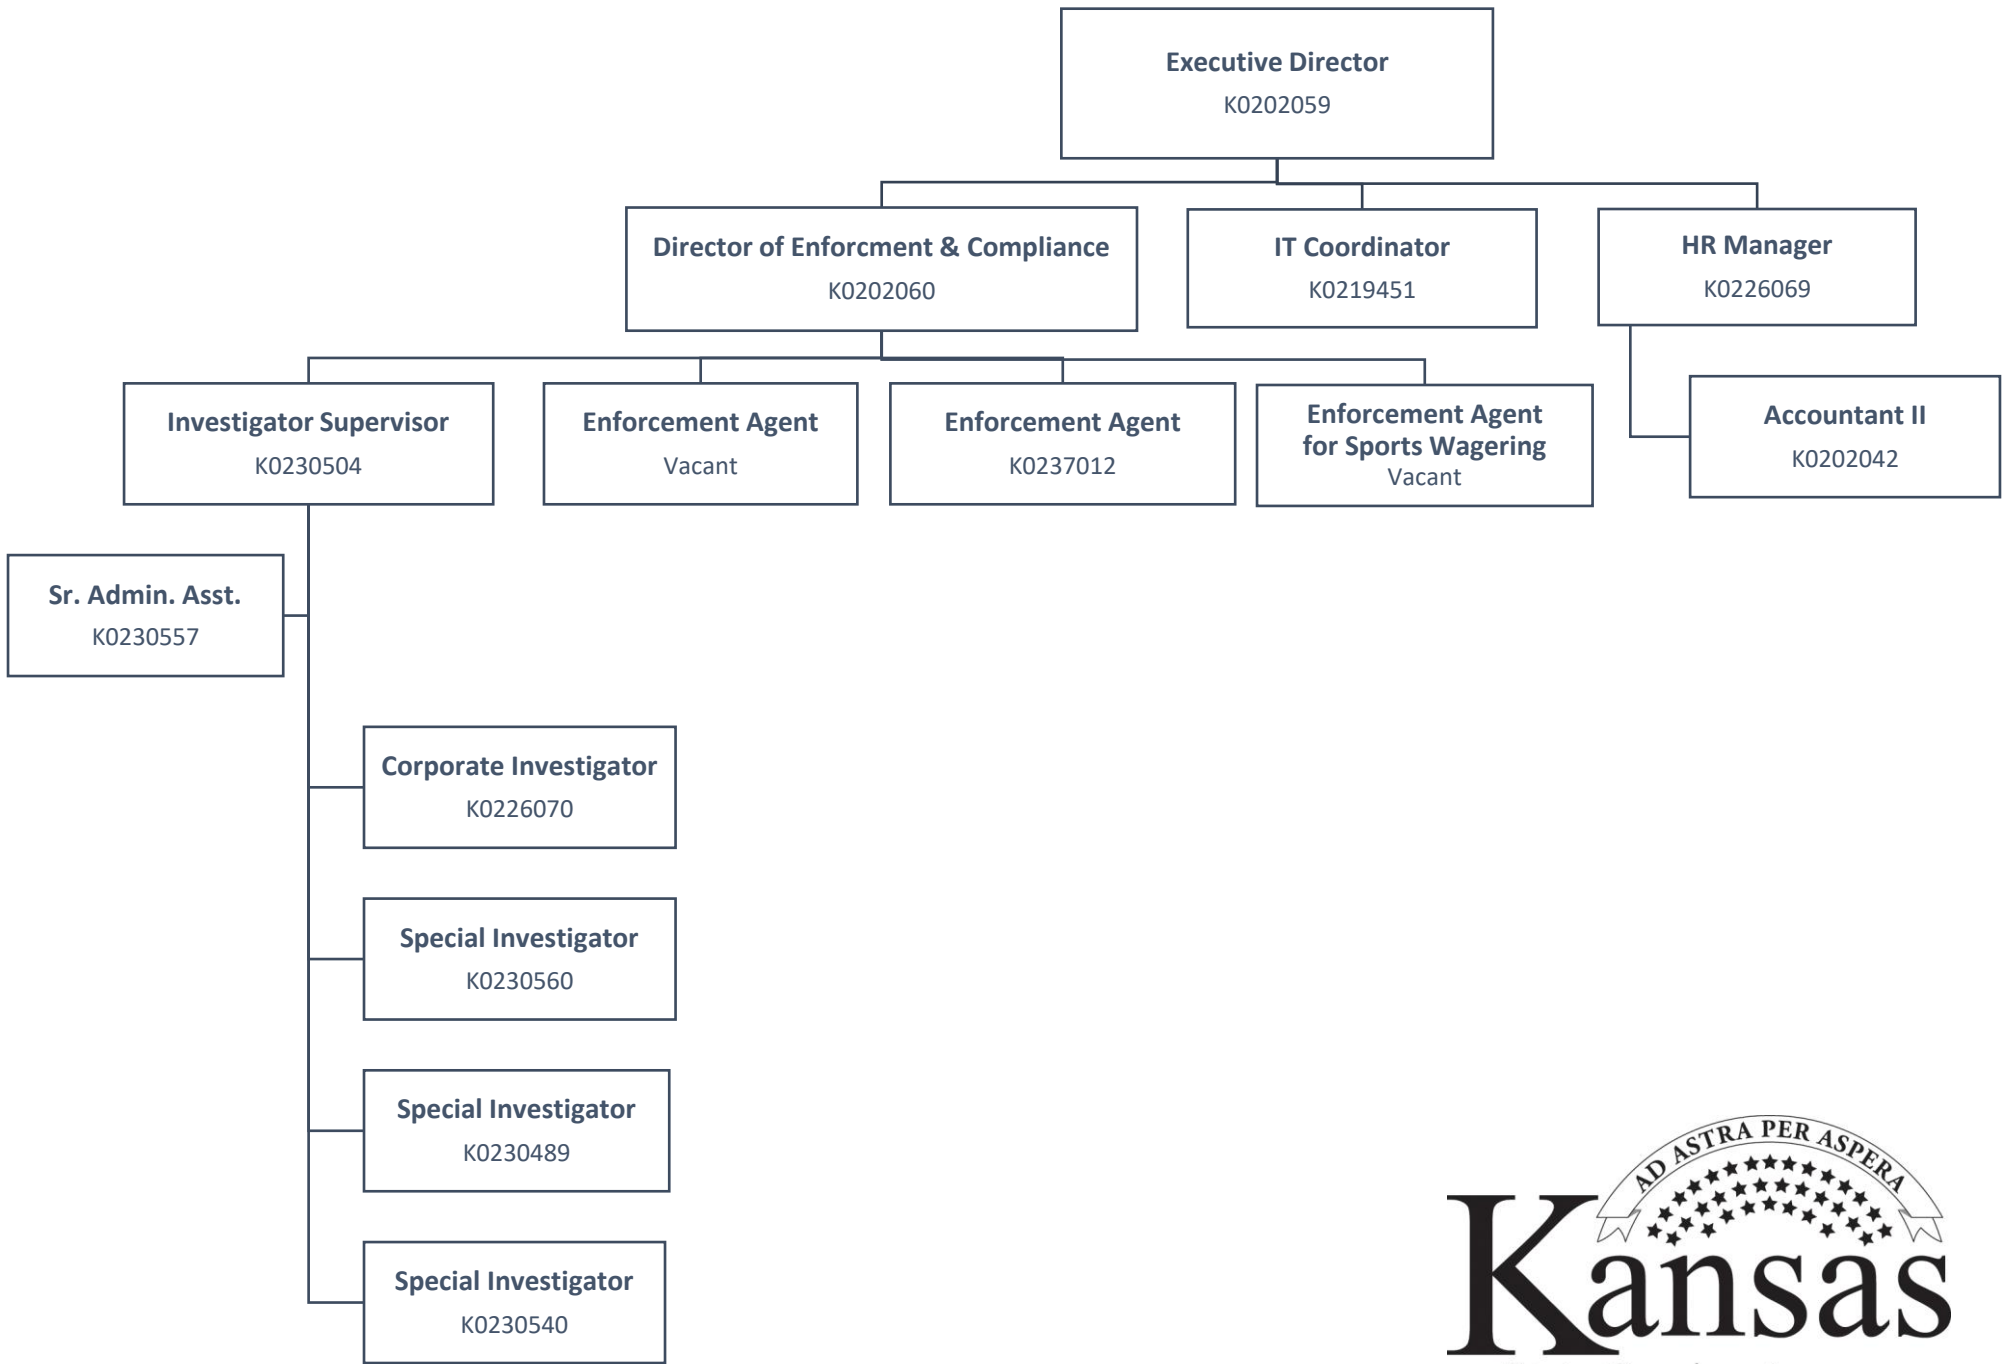 Executive Director
K0202059
Director of Enforcment & Compliance
K0202060
IT Coordinator
K0219451
HR Manager
K0226069
Investigator Supervisor
K0230504
Enforcement Agent
Vacant
Enforcement Agent
K0237012
Enforcement Agent
for Sports Wagering
Vacant
Accountant II
K0202042
Sr. Admin. Asst.
K0230557
Corporate Investigator
K0226070
Special Investigator
K0230560
Special Investigator
K0230489
Special Investigator
K0230540
AD ASTRA PER ASPERA
Kansas